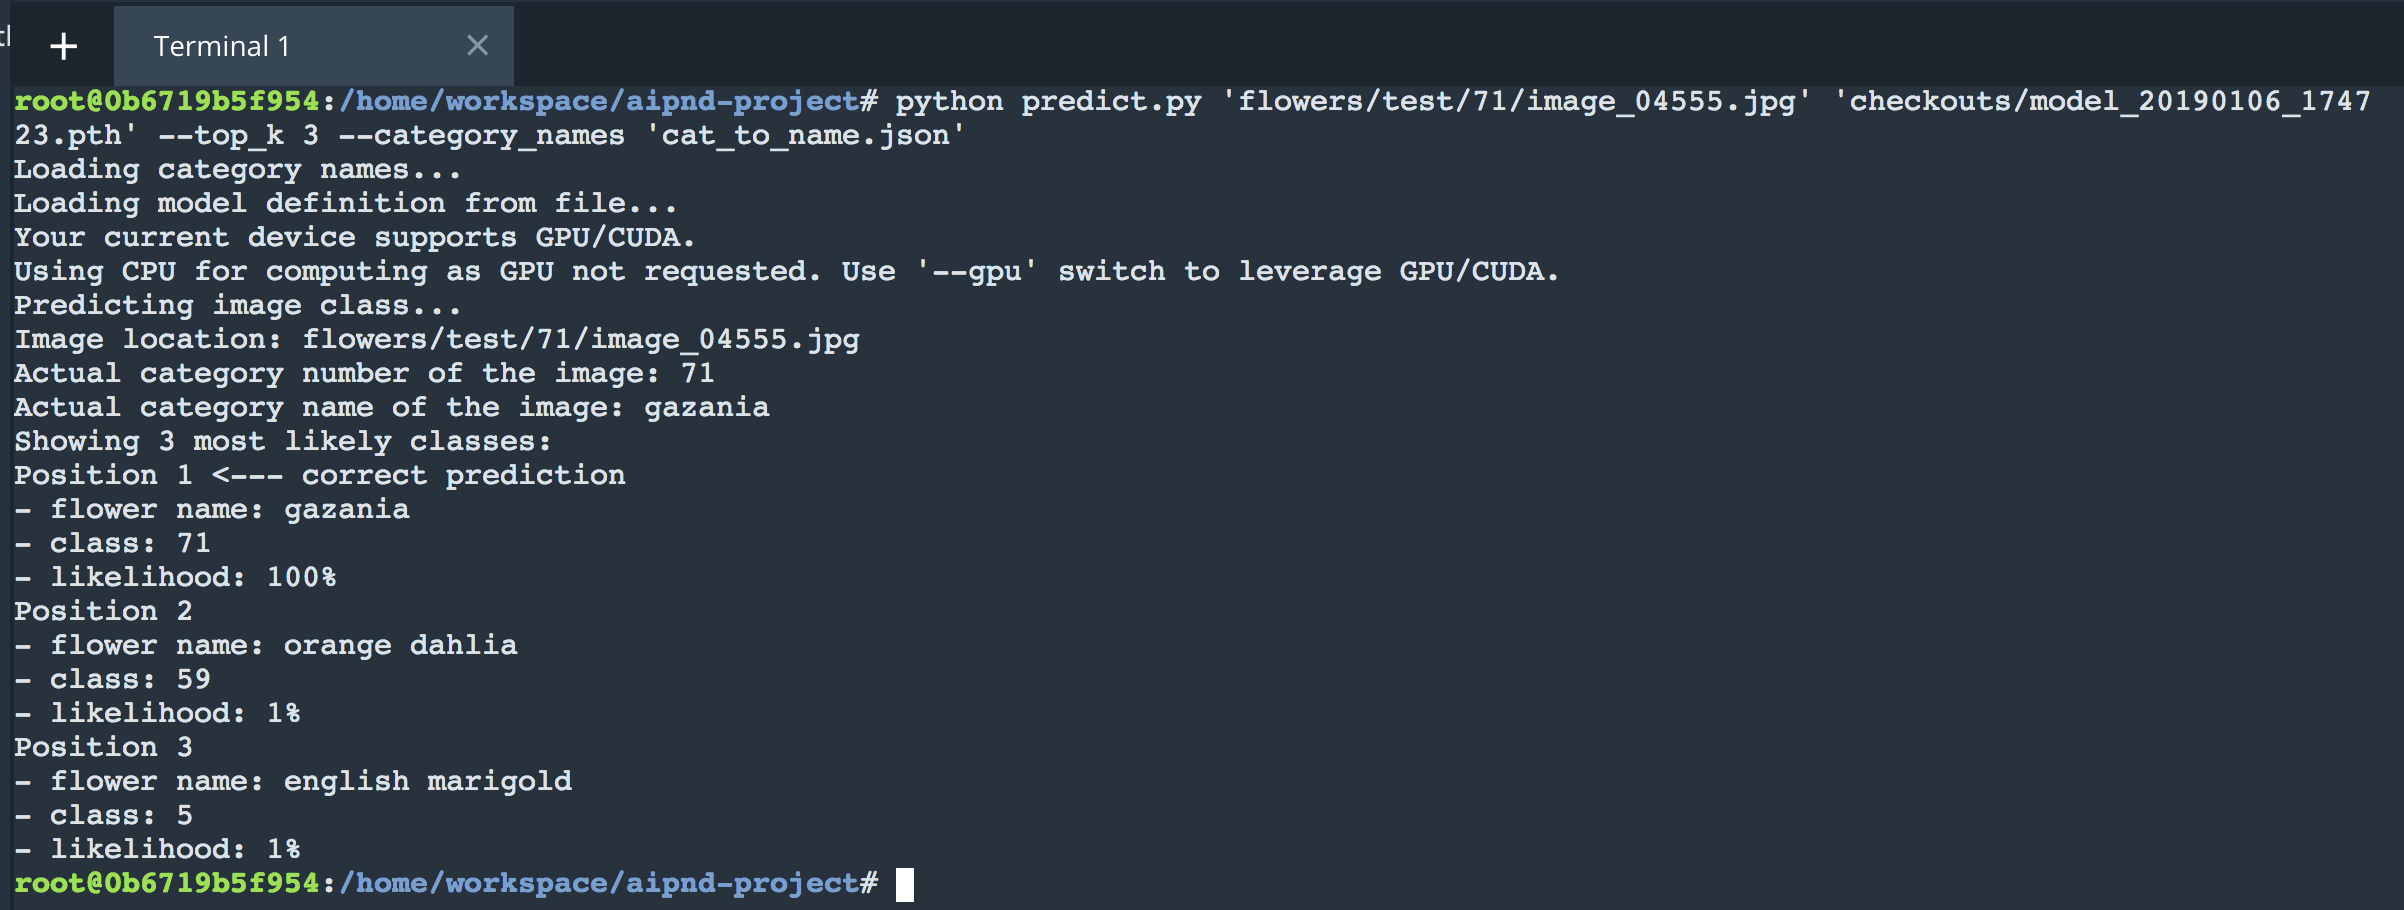 + Terminal 1 ×
root@0b6719b5f954:/home/workspace/aipnd-project# python predict.py 'flowers/test/71/image_04555.jpg' 'checkouts/model_20190106_1747
23.pth' --top_k 3 --category_names 'cat_to_name.json'
Loading category names...
Loading model definition from file...
Your current device supports GPU/CUDA.
Using CPU for computing as GPU not requested. Use '--gpu' switch to leverage GPU/CUDA.
Predicting image class...
Image location: flowers/test/71/image_04555.jpg
Actual category number of the image: 71
Actual category name of the image: gazania
Showing 3 most likely classes:
Position 1 <--- correct prediction
- flower name: gazania
- class: 71
- likelihood: 100%
Position 2
- flower name: orange dahlia
- class: 59
- likelihood: 1%
Position 3
- flower name: english marigold
- class: 5
- likelihood: 1%
root@0b6719b5f954:/home/workspace/aipnd-project#